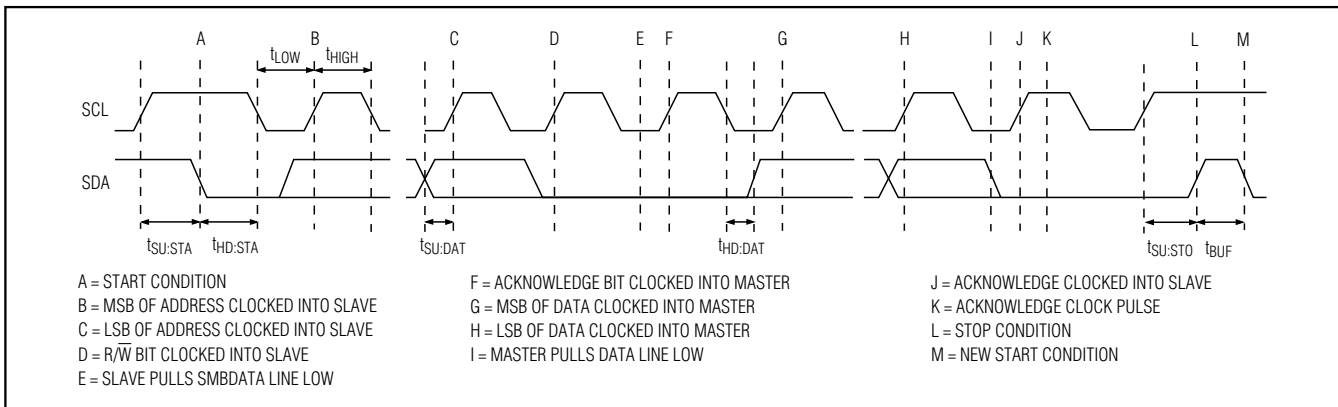 A B C D E F G H I J K L M
tLOW tHIGH
SCL
SDA
tSU:STA tHD:STA tSU:DAT tHD:DAT tSU:STO tBUF
A = START CONDITION
B = MSB OF ADDRESS CLOCKED INTO SLAVE
C = LSB OF ADDRESS CLOCKED INTO SLAVE
D = R/W̅ BIT CLOCKED INTO SLAVE
E = SLAVE PULLS SMBDATA LINE LOW
F = ACKNOWLEDGE BIT CLOCKED INTO MASTER
G = MSB OF DATA CLOCKED INTO MASTER
H = LSB OF DATA CLOCKED INTO MASTER
I = MASTER PULLS DATA LINE LOW
J = ACKNOWLEDGE CLOCKED INTO SLAVE
K = ACKNOWLEDGE CLOCK PULSE
L = STOP CONDITION
M = NEW START CONDITION